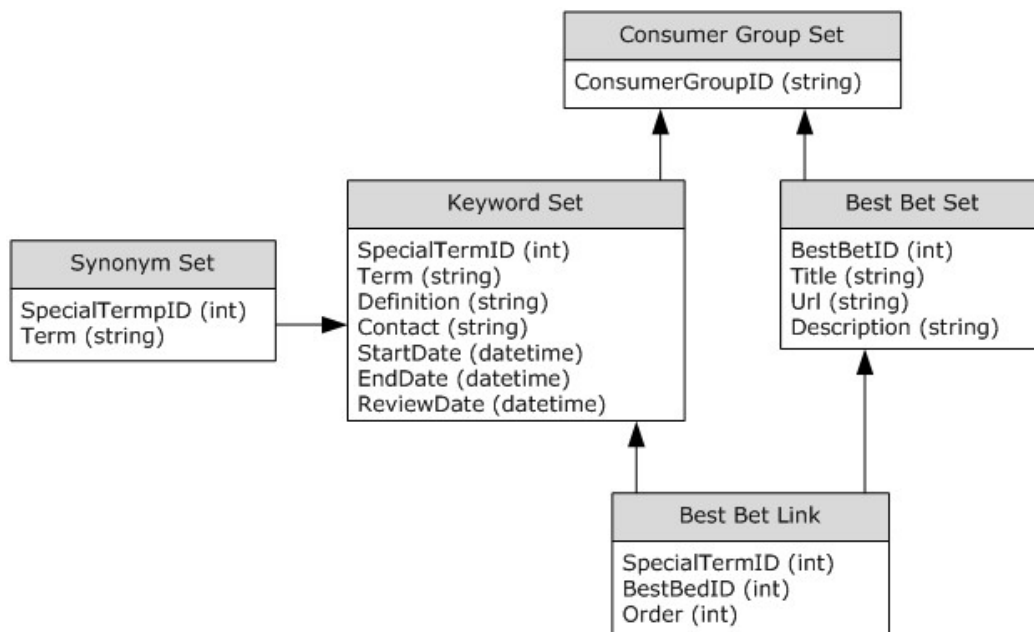 Consumer Group Set
ConsumerGroupID (string)
Keyword Set
SpecialTermID (int)
Term (string)
Definition (string)
Contact (string)
StartDate (datetime)
EndDate (datetime)
ReviewDate (datetime)
Best Bet Set
BestBetID (int)
Title (string)
Url (string)
Description (string)
Synonym Set
SpecialTermpID (int)
Term (string)
Best Bet Link
SpecialTermID (int)
BestBedID (int)
Order (int)